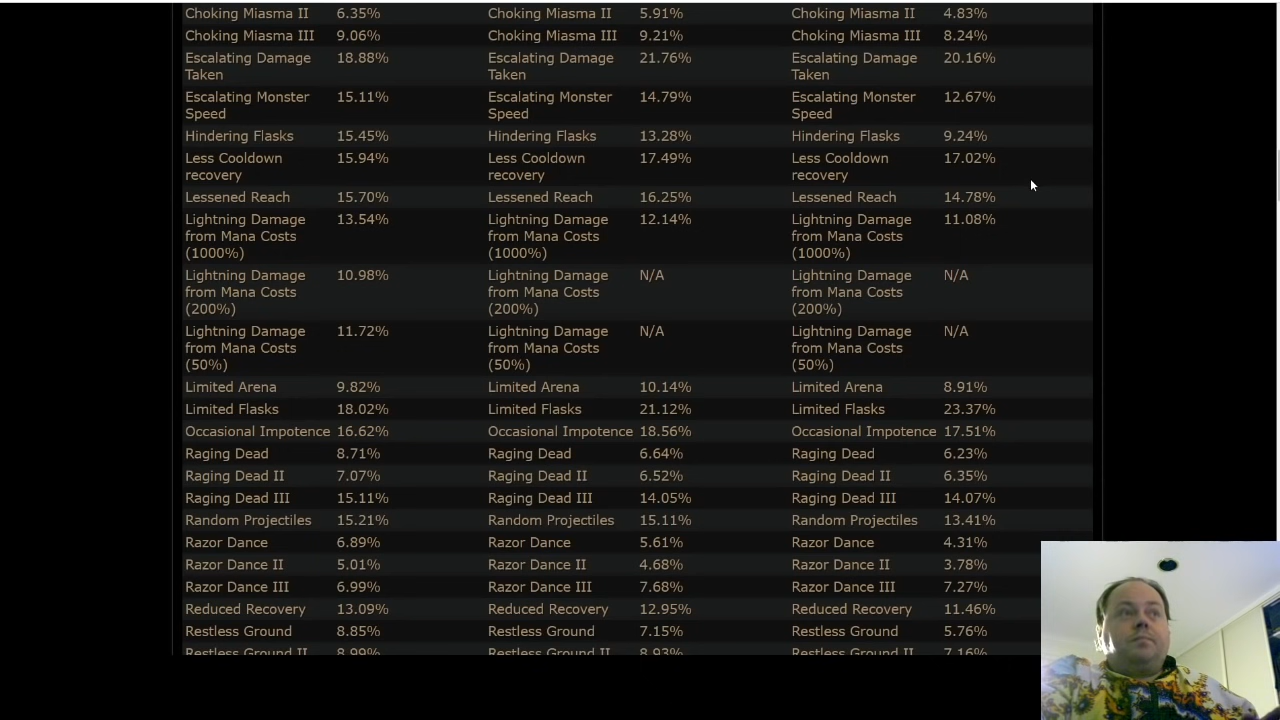 Choking Miasma II 6.35% Choking Miasma II 5.91% Choking Miasma II 4.83%
Choking Miasma III 9.06% Choking Miasma III 9.21% Choking Miasma III 8.24%
Escalating Damage 18.88% Escalating Damage 21.76% Escalating Damage 20.16%
Taken Taken Taken
Escalating Monster 15.11% Escalating Monster 14.79% Escalating Monster 12.67%
Speed Speed Speed
Hindering Flasks 15.45% Hindering Flasks 13.28% Hindering Flasks 9.24%
Less Cooldown 15.94% Less Cooldown 17.49% Less Cooldown 17.02%
recovery recovery recovery
Lessened Reach 15.70% Lessened Reach 16.25% Lessened Reach 14.78%
Lightning Damage 13.54% Lightning Damage 12.14% Lightning Damage 11.08%
from Mana Costs from Mana Costs from Mana Costs
(1000%) (1000%) (1000%)
Lightning Damage 10.98% Lightning Damage N/A Lightning Damage N/A
from Mana Costs from Mana Costs from Mana Costs
(200%) (200%) (200%)
Lightning Damage 11.72% Lightning Damage N/A Lightning Damage N/A
from Mana Costs from Mana Costs from Mana Costs
(50%) (50%) (50%)
Limited Arena 9.82% Limited Arena 10.14% Limited Arena 8.91%
Limited Flasks 18.02% Limited Flasks 21.12% Limited Flasks 23.37%
Occasional Impotence 16.62% Occasional Impotence 18.56% Occasional Impotence 17.51%
Raging Dead 8.71% Raging Dead 6.64% Raging Dead 6.23%
Raging Dead II 7.07% Raging Dead II 6.52% Raging Dead II 6.35%
Raging Dead III 15.11% Raging Dead III 14.05% Raging Dead III 14.07%
Random Projectiles 15.21% Random Projectiles 15.11% Random Projectiles 13.41%
Razor Dance 6.89% Razor Dance 5.61% Razor Dance 4.31%
Razor Dance II 5.01% Razor Dance II 4.68% Razor Dance II 3.78%
Razor Dance III 6.99% Razor Dance III 7.68% Razor Dance III 7.27%
Reduced Recovery 13.09% Reduced Recovery 12.95% Reduced Recovery 11.46%
Restless Ground 8.85% Restless Ground 7.15% Restless Ground 5.76%
Restless Ground II 8.99% Restless Ground II 8.93% Restless Ground II 7.16%